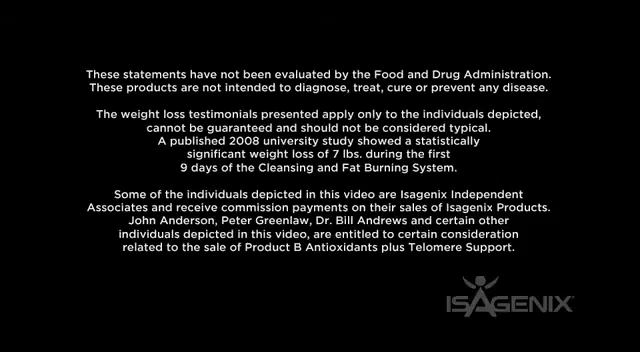 These statements have not been evaluated by the Food and Drug Administration.
These products are not intended to diagnose, treat, cure or prevent any disease.
The weight loss testimonials presented apply only to the individuals depicted,
cannot be guaranteed and should not be considered typical.
A published 2008 university study showed a statistically
significant weight loss of 7 lbs. during the first
9 days of the Cleansing and Fat Burning System.
Some of the individuals depicted in this video are Isagenix Independent
Associates and receive commission payments on their sales of Isagenix Products.
John Anderson, Peter Greenlaw, Dr. Bill Andrews and certain other
individuals depicted in this video, are entitled to certain consideration
related to the sale of Product B Antioxidants plus Telomere Support.
ISAGENIX